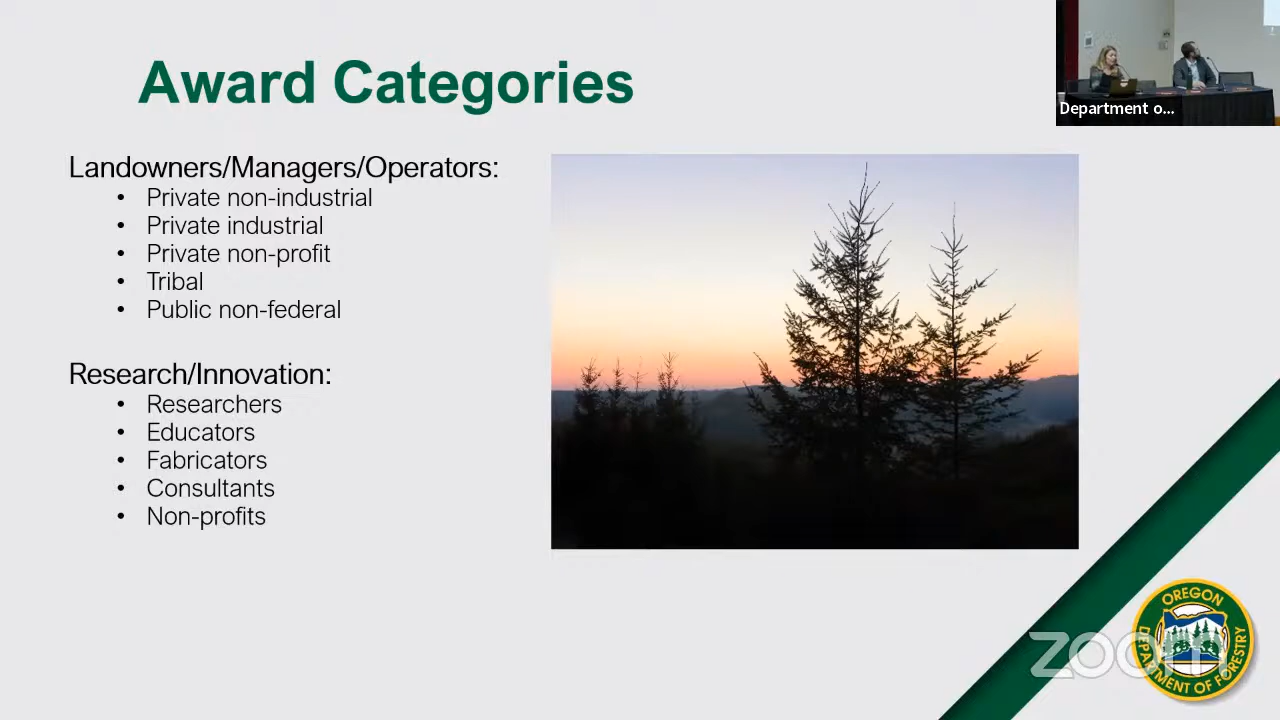 Award Categories
Department o...
Landowners/Managers/Operators:
• Private non-industrial
• Private industrial
• Private non-profit
• Tribal
• Public non-federal
Research/Innovation:
• Researchers
• Educators
• Fabricators
• Consultants
• Non-profits
OREGON
DEPARTMENT OF FORESTRY
zoom